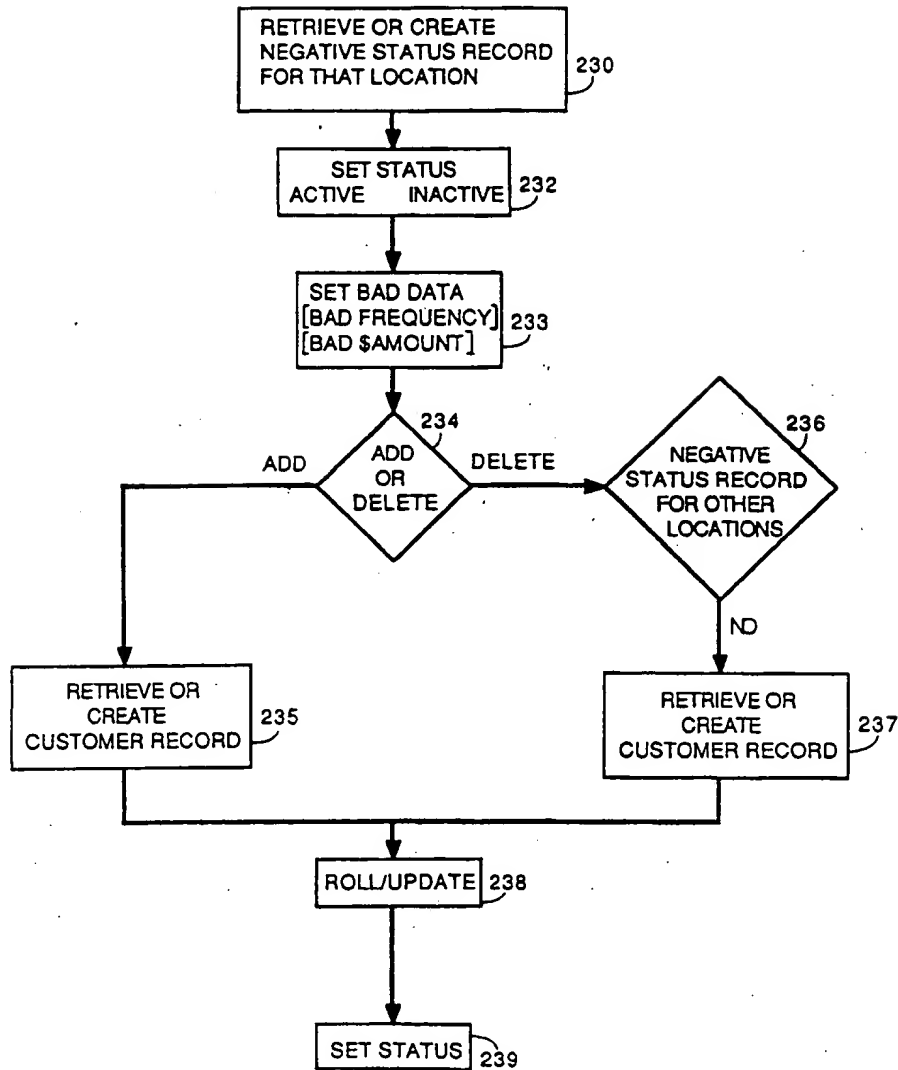 RETRIEVE OR CREATE
NEGATIVE STATUS RECORD
FOR THAT LOCATION
230
SET STATUS
ACTIVE INACTIVE
232
SET BAD DATA
[BAD FREQUENCY]
[BAD $AMOUNT]
233
234
ADD
OR
DELETE
ADD
DELETE
236
NEGATIVE
STATUS RECORD
FOR OTHER
LOCATIONS
NO
RETRIEVE OR
CREATE
CUSTOMER RECORD
235
RETRIEVE OR
CREATE
CUSTOMER RECORD
237
ROLL/UPDATE
238
SET STATUS
239